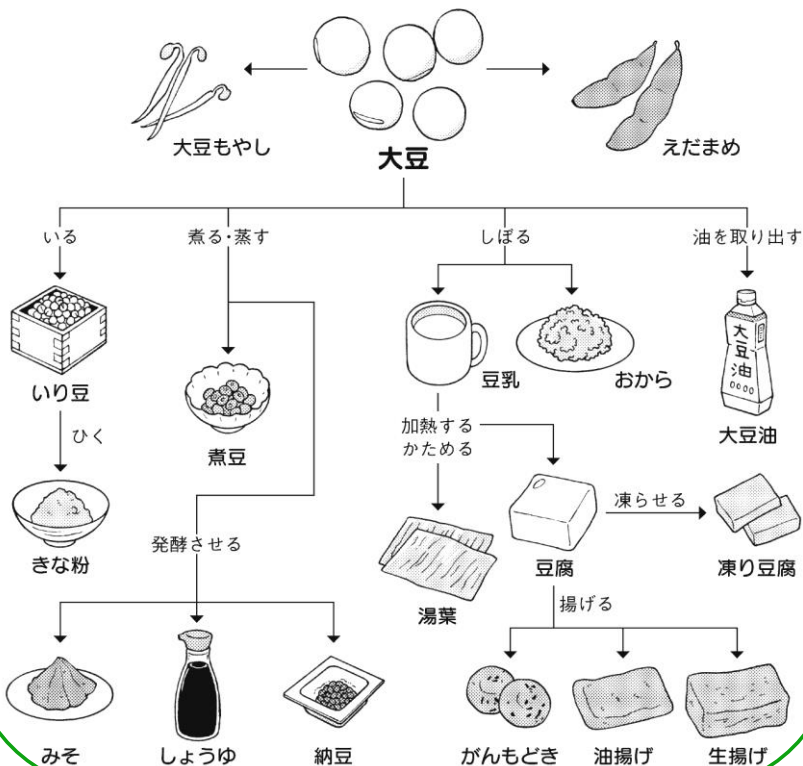 大豆もやし
大豆
えだまめ
いる
煮る・蒸す
しぼる
油を取り出す
いり豆
煮豆
豆乳
おから
大豆油
大豆油
ひく
加熱する
かためる
きな粉
発酵させる
湯葉
豆腐
凍らせる
凍り豆腐
揚げる
みそ
しょうゆ
納豆
がんもどき
油揚げ
生揚げ